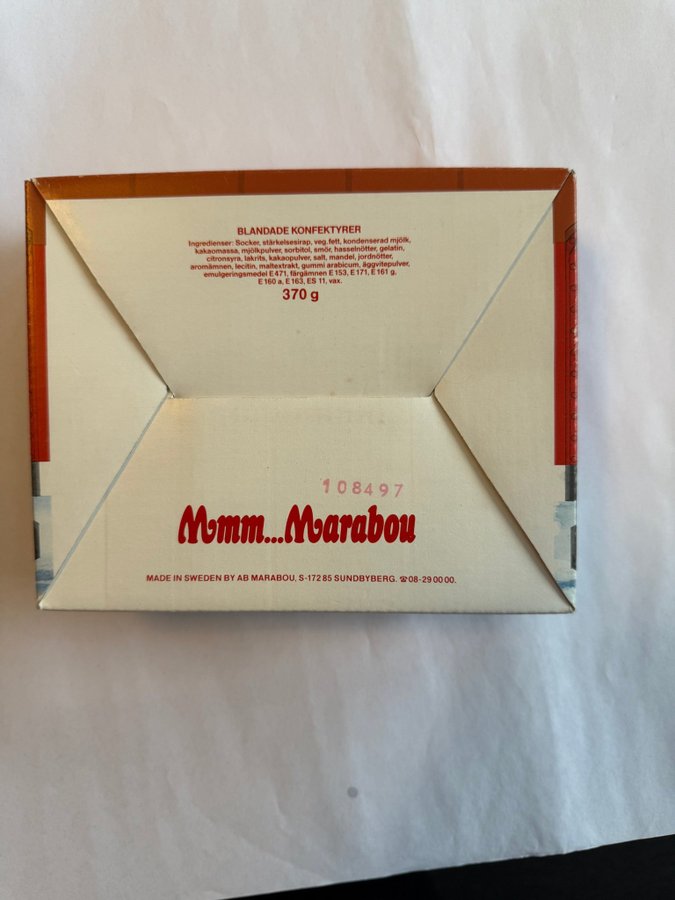 BLANDADE KONFEKTYRER
Ingredienser: Socker, stärkelsesirap, veg.fett, kondenserad mjölk,
kakaomassa, mjölkpulver, sorbitol, smör, hasselnötter, gelatin,
citronsyra, lakrits, kakaopulver, salt, mandel, jordnötter,
aromämnen, lecitin, maltextrakt, gummi arabicum, äggvitepulver,
emulgeringsmedel E 471, färgämnen E 153, E 171, E 161 g,
E 160 a, E 163, ES 11, vax.
370 g
108497
Mmm...Marabou
MADE IN SWEDEN BY AB MARABOU, S-172 85 SUNDBYBERG. ☎ 08-29 00 00.